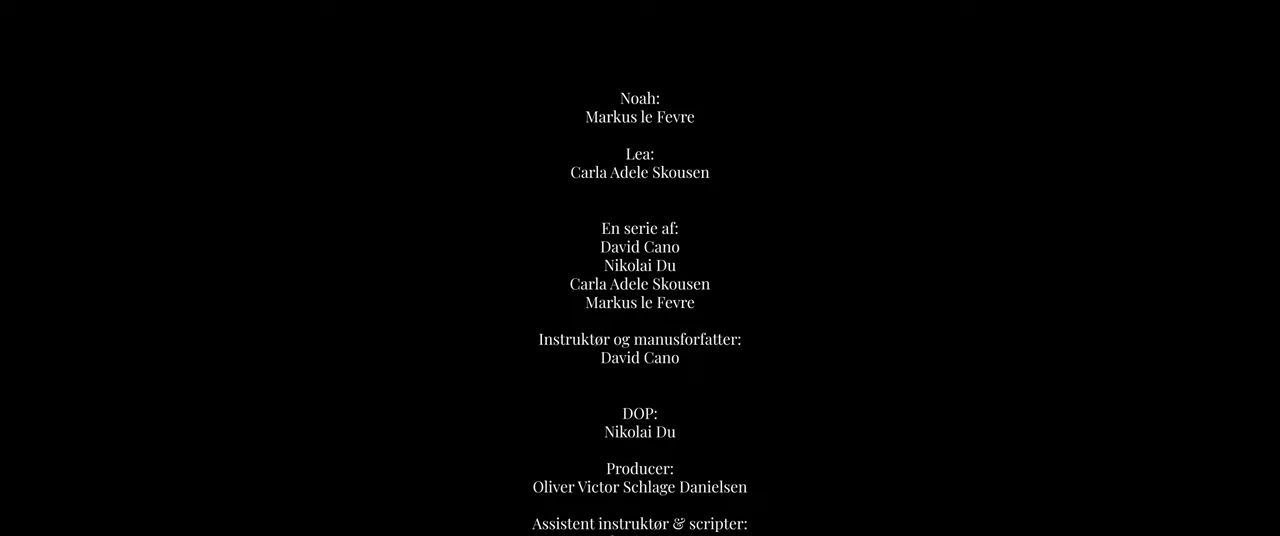 Noah:
Markus le Fevre
Lea:
Carla Adele Skousen
En serie af:
David Cano
Nikolai Du
Carla Adele Skousen
Markus le Fevre
Instruktør og manusforfatter:
David Cano
DOP:
Nikolai Du
Producer:
Oliver Victor Schlage Danielsen
Assistent instruktør & scripter: